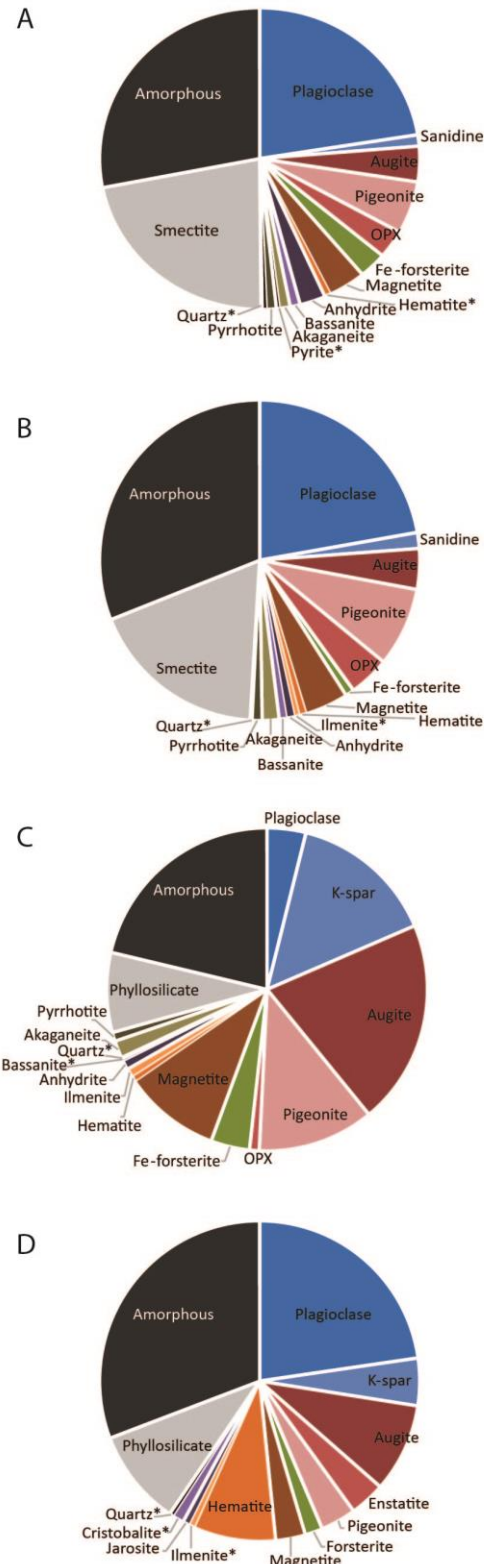 A
Amorphous
Plagioclase
Sanidine
Augite
Pigeonite
OPX
Fe-forsterite
Magnetite
Hematite*
Anhydrite
Bassanite
Akaganeite
Pyrite*
Pyrrhotite
Quartz*
Smectite
B
Amorphous
Plagioclase
Sanidine
Augite
Pigeonite
OPX
Fe-forsterite
Magnetite
Hematite
Ilmenite*
Anhydrite
Bassanite
Akaganeite
Pyrrhotite
Quartz*
Smectite
C
Plagioclase
Amorphous
K-spar
Augite
Pigeonite
OPX
Fe-forsterite
Magnetite
Hematite
Ilmenite
Anhydrite
Bassanite*
Quartz*
Akaganeite
Pyrrhotite
Phyllosilicate
D
Amorphous
Plagioclase
K-spar
Augite
Enstatite
Pigeonite
Forsterite
Magnetite
Hematite
Ilmenite*
Jarosite
Cristobalite*
Quartz*
Phyllosilicate